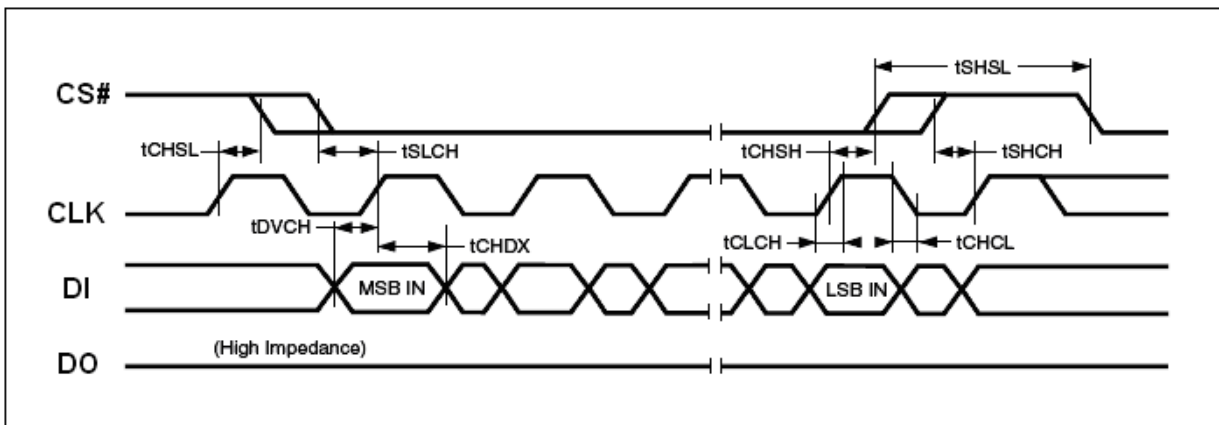 tSHSL
CS#
tCHSL
tSLCH
tCHSH
tSHCH
CLK
tDVCH
tCHDX
tCLCH
tCHCL
DI
MSB IN
LSB IN
(High Impedance)
DO